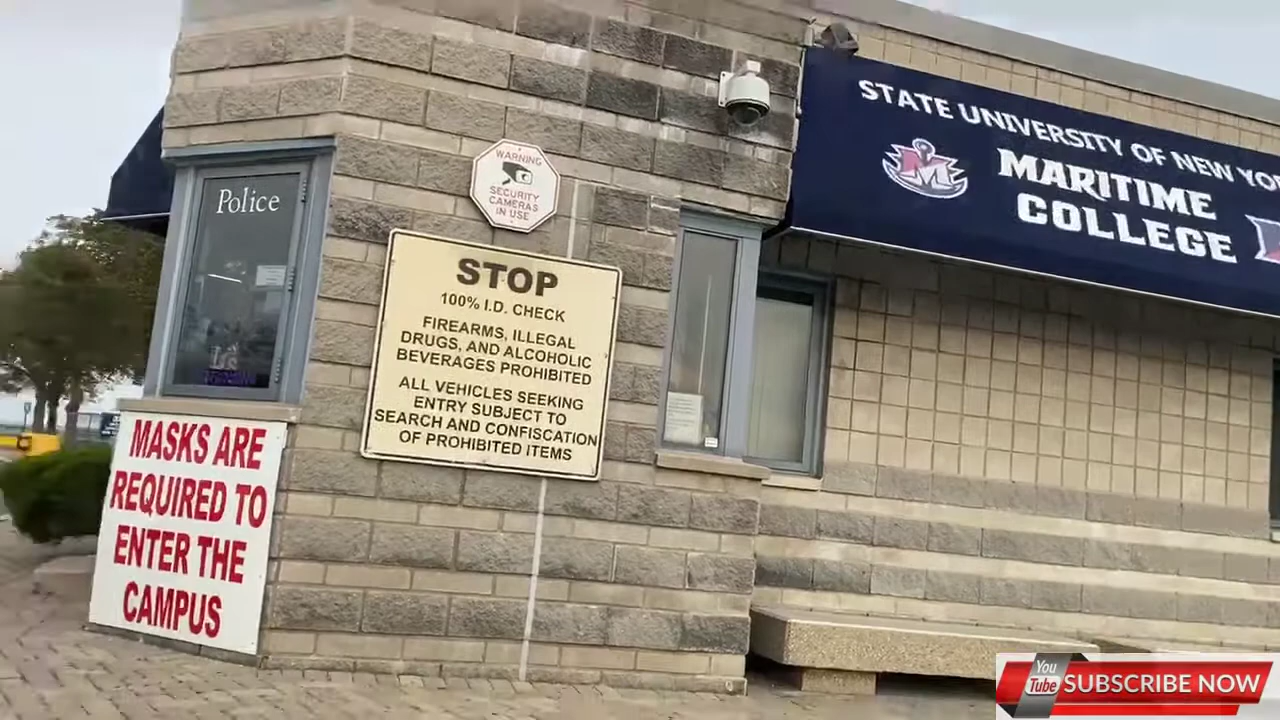 Police
WARNING
SECURITY
CAMERAS
IN USE
STOP
100% I.D. CHECK
FIREARMS, ILLEGAL
DRUGS, AND ALCOHOLIC
BEVERAGES PROHIBITED
ALL VEHICLES SEEKING
ENTRY SUBJECT TO
SEARCH AND CONFISCATION
OF PROHIBITED ITEMS
MASKS ARE
REQUIRED TO
ENTER THE
CAMPUS
STATE UNIVERSITY OF NEW YO
M
MARITIME
COLLEGE
You
Tube
SUBSCRIBE NOW